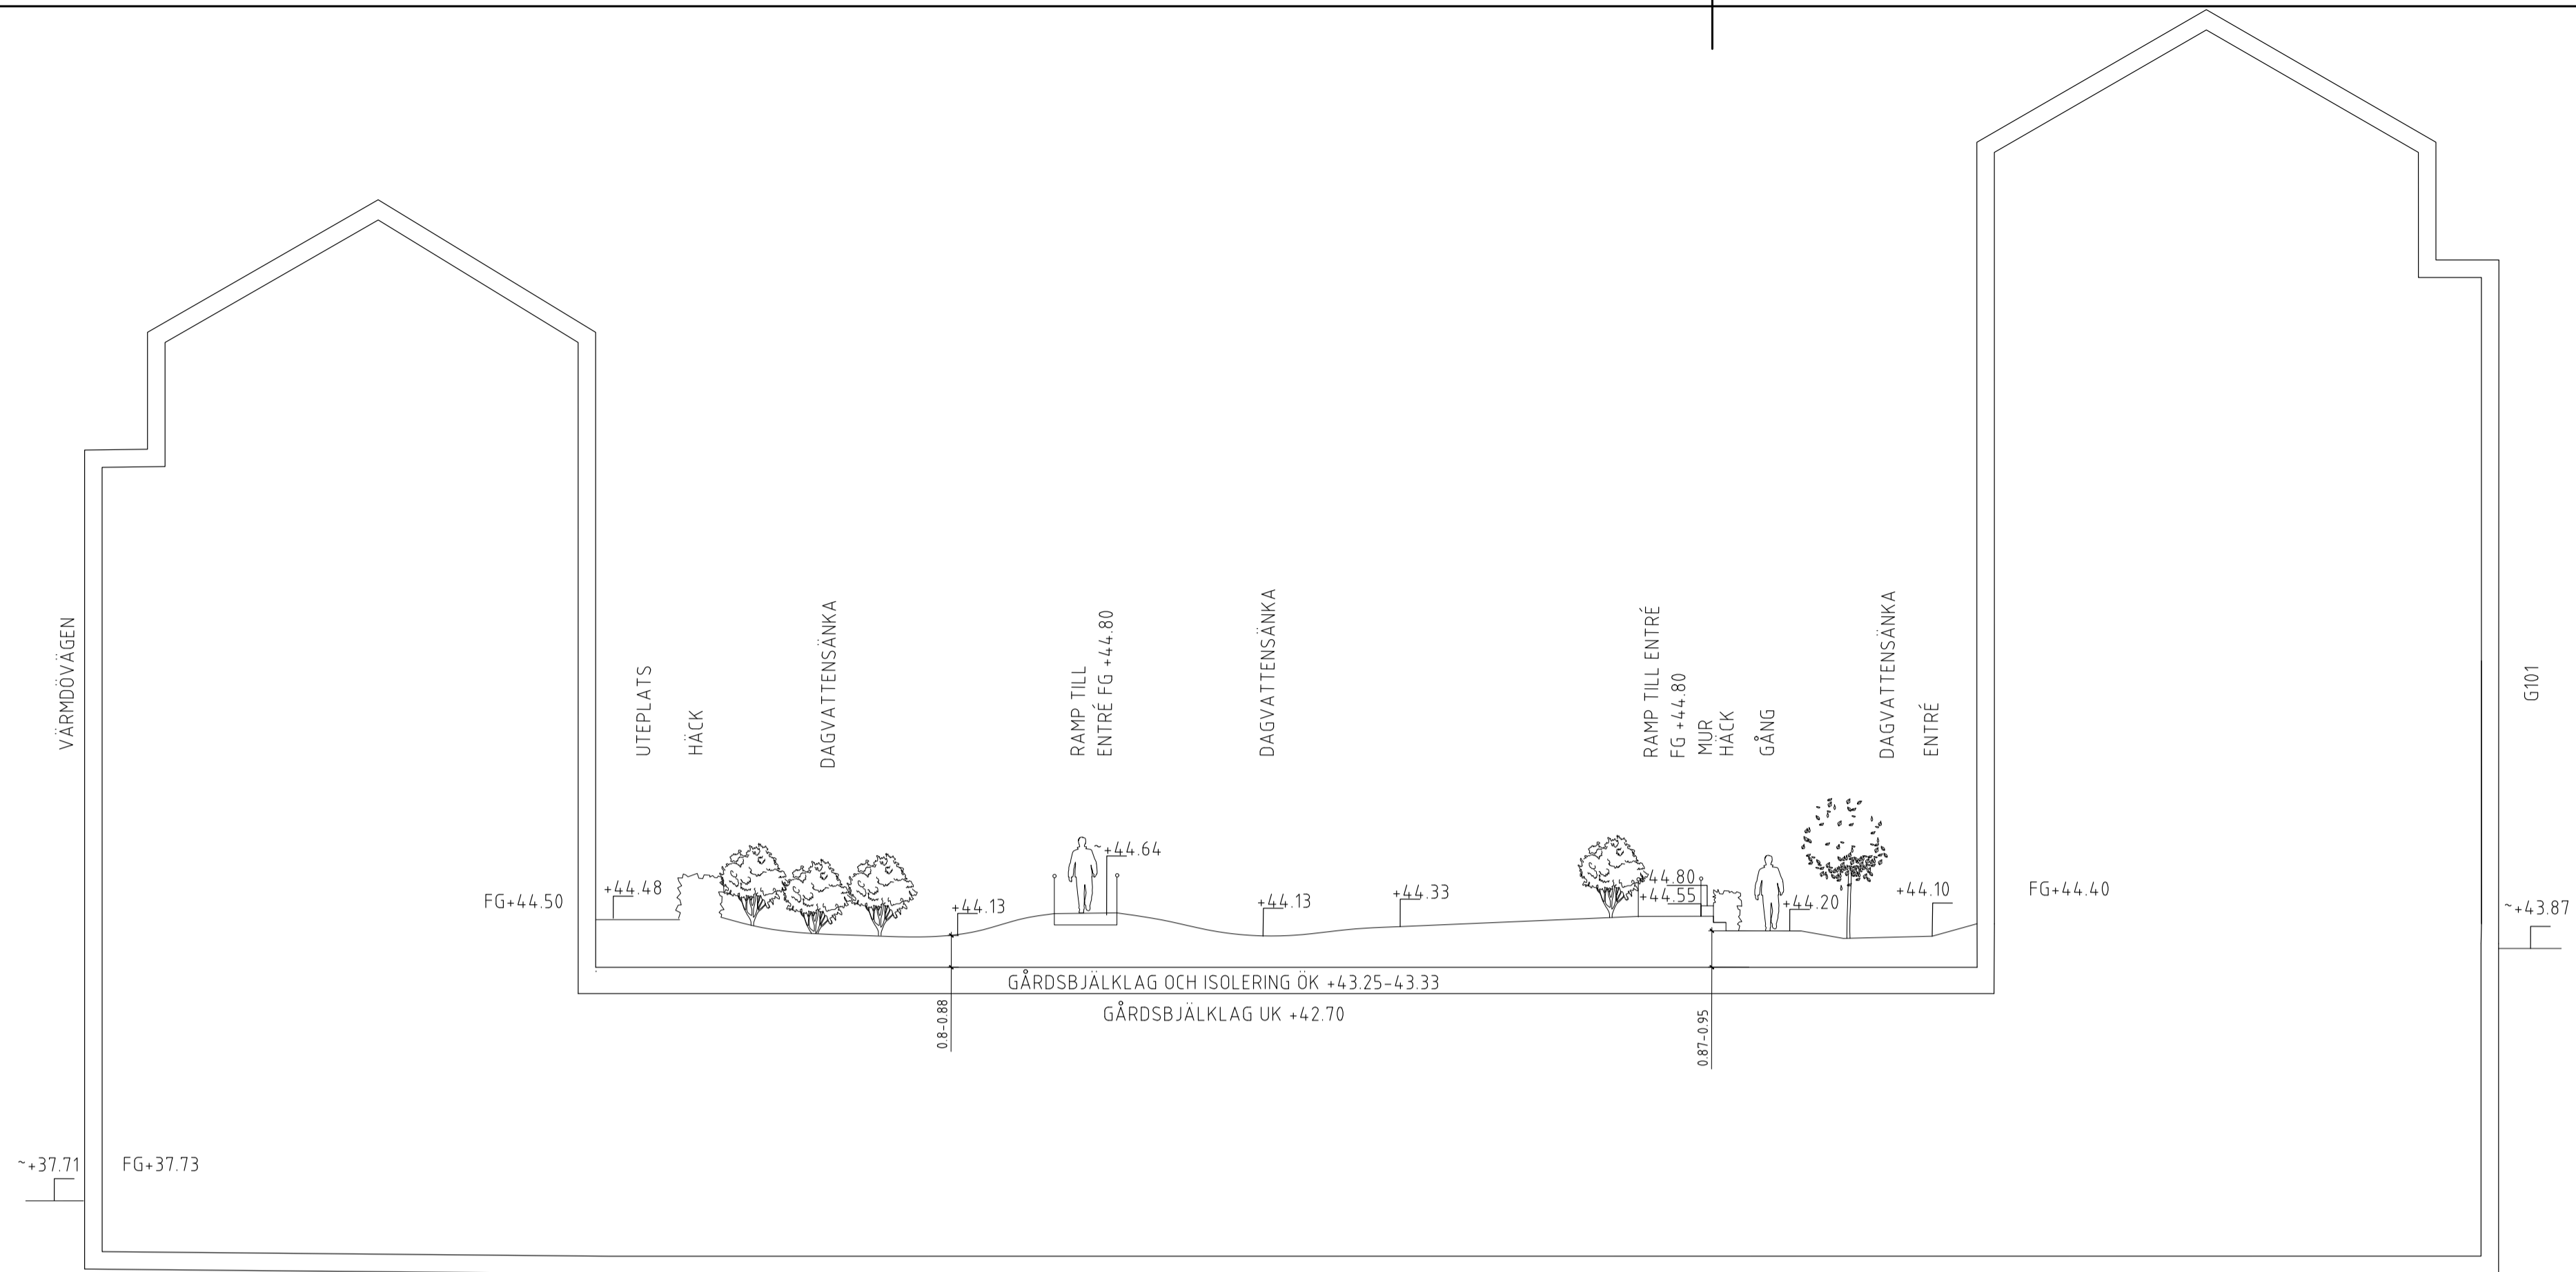 VÄRMDÖVÄGEN
UTEPLATS
HÄCK
DAGVATTENSÄNKA
RAMP TILL
ENTRÉ FG +44.80
DAGVATTENSÄNKA
RAMP TILL ENTRÉ
FG +44.80
MUR
HÄCK
GÅNG
DAGVATTENSÄNKA
ENTRÉ
G101
FG+44.50
+44.48
+44.13
~+44.64
+44.13
+44.33
+44.80
+44.55
+44.20
+44.10
FG+44.40
~+43.87
GÅRDSBJÄLKLAG OCH ISOLERING ÖK +43.25-43.33
GÅRDSBJÄLKLAG UK +42.70
0.8-0.88
0.87-0.95
~+37.71
FG+37.73